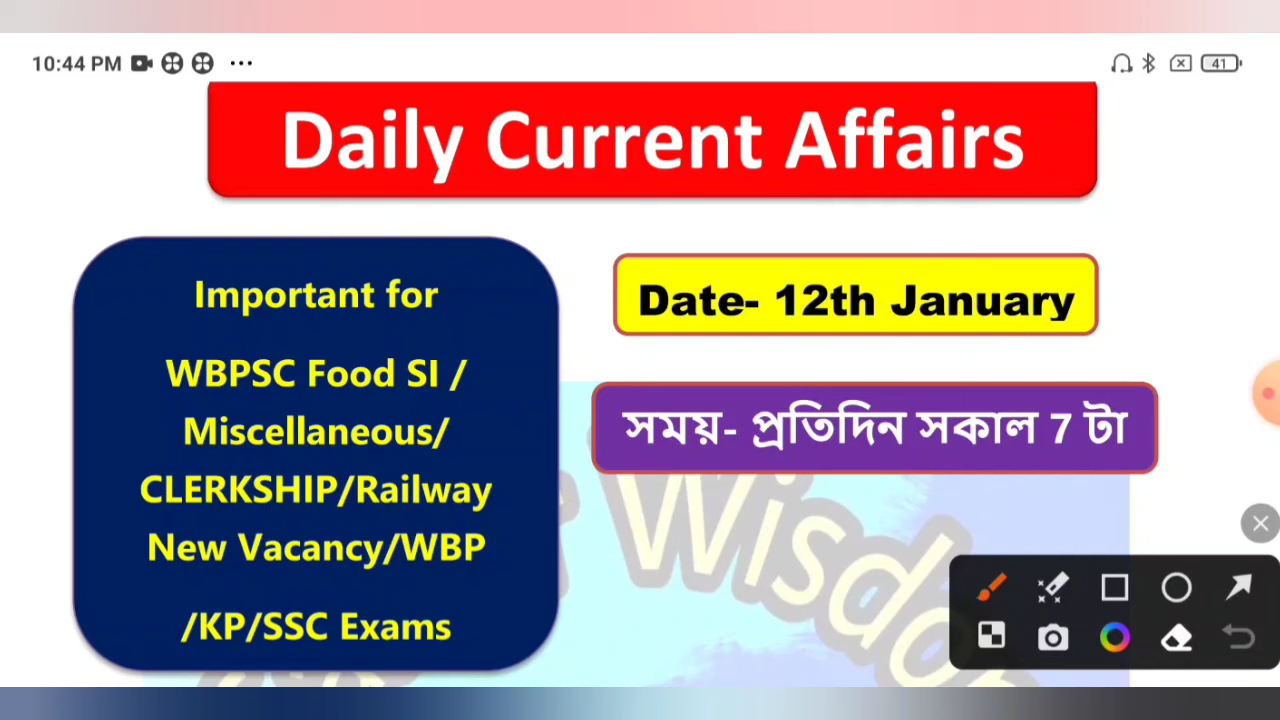 10:44 PM
41
Daily Current Affairs
Important for
WBPSC Food SI /
Miscellaneous/
CLERKSHIP/Railway
New Vacancy/WBP
/KP/SSC Exams
Date- 12th January
সময়- প্রতিদিন সকাল 7 টা